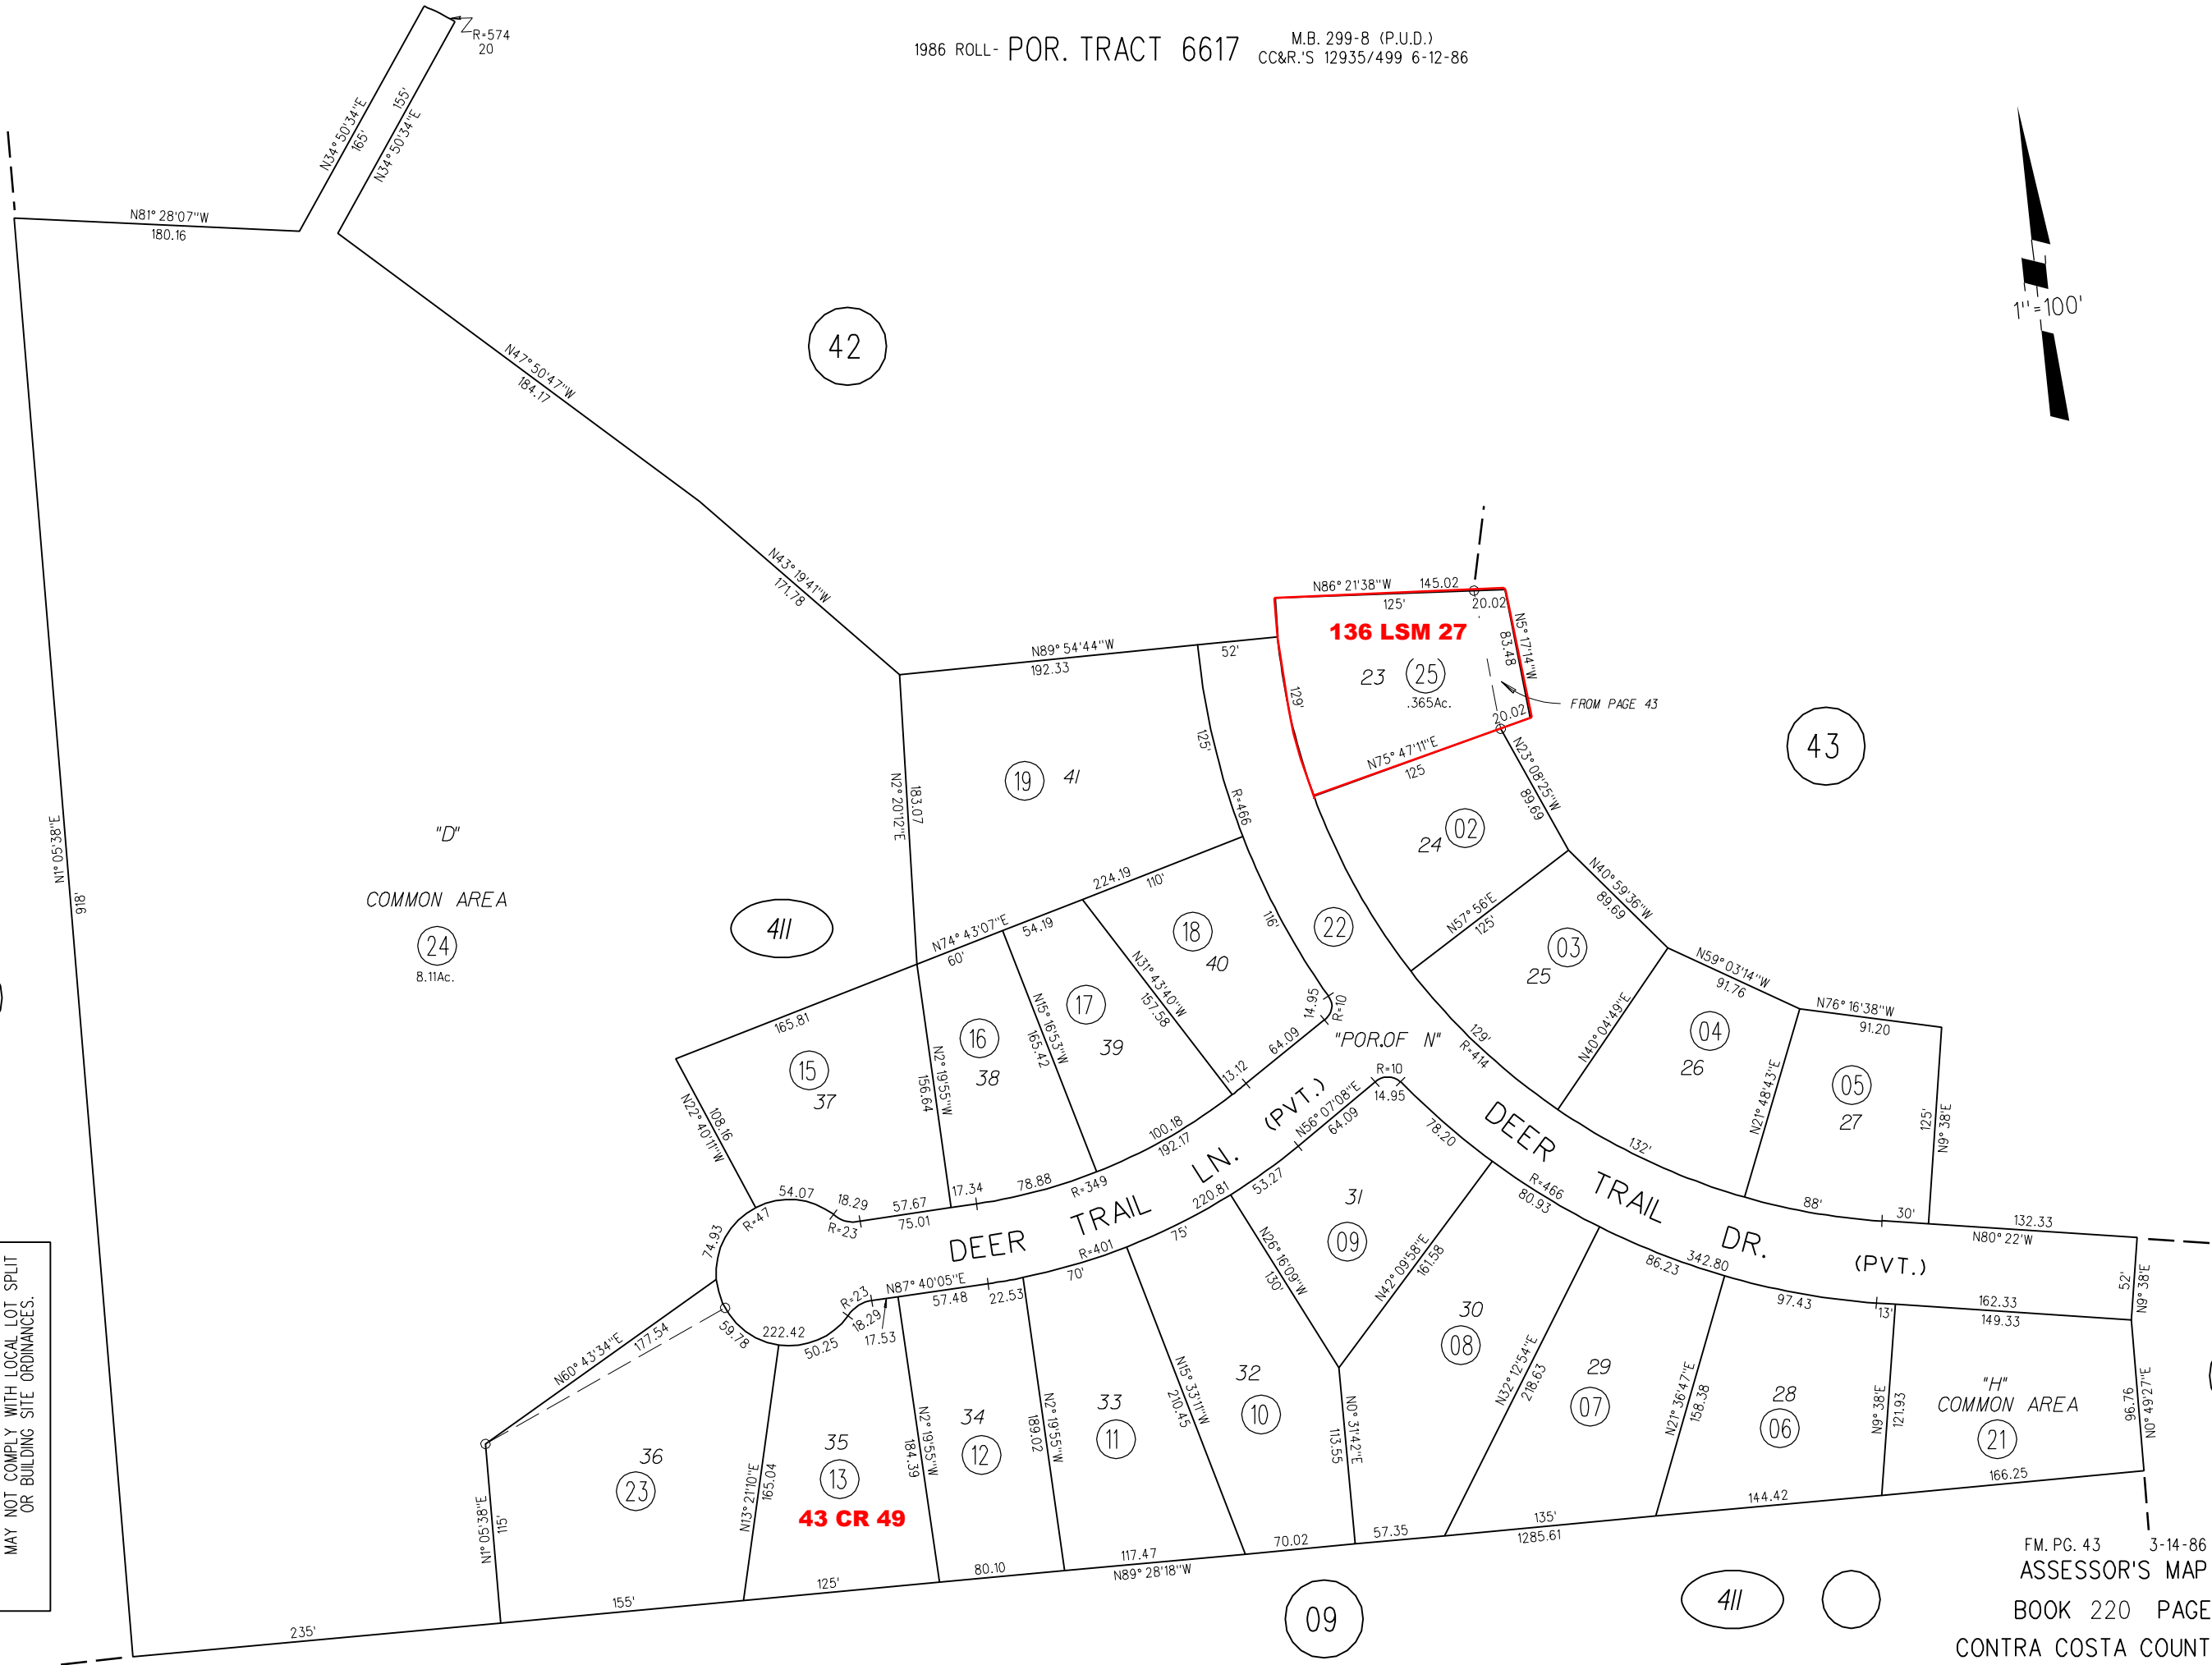 1986 ROLL- POR. TRACT 6617
M.B. 299-8 (P.U.D.)
CC&R.'S 12935/499 6-12-86
R=574
20
N34°50'34"E
165'
155'
N34°50'34"E
N81°28'07"W
180.16
1"=100'
42
N47°50'47"W
184.17
N43°19'41"W
171.78
N86°21'38"W 145.02
125'
20.02
136 LSM 27
N5°17'14"W
83.48
23
25
.365Ac.
FROM PAGE 43
20.02
129'
N75°47'11"E
125
N89°54'44"W
192.33
52'
125'
R=466
43
19
41
N2°20'12"E
183.07
N1°05'38"E
918'
"D"
COMMON AREA
24
8.11Ac.
411
N23°08'25"W
89.69
02
24
N57°56'E
125'
N40°59'36"W
89.69
03
25
N59°03'14"W
91.76
N76°16'38"W
91.20
N40°04'49"E
04
26
N21°48'43"E
05
27
125'
N9°38'E
224.19
110'
N74°43'07"E
54.19
60'
116'
22
18
40
N31°43'40"W
157.58
17
39
N15°16'53"W
165.42
16
38
N2°19'55"W
156.64
165.81
15
37
108.16
N22°40'11"W
14.95
R=10
64.09
13.12
"POR.OF N"
129'
R=414
R=10
14.95
N56°07'08"E
64.09
78.20
100.18
192.17
78.88
R=349
17.34
57.67
75.01
18.29
R=23
54.07
R=47
74.93
DEER TRAIL LN. (PVT.)
DEER TRAIL DR. (PVT.)
132'
88'
30'
132.33
N80°22'W
52'
N9°38'E
220.81
53.27
75'
R=401
70'
N87°40'05"E
57.48
22.53
R=23
18.29
17.53
222.42
50.25
59.78
N60°43'34"E
177.54
31
09
N26°16'09"W
130'
N42°09'58"E
161.58
R=466
80.93
86.23
342.80
97.43
13'
162.33
149.33
30
08
N32°12'54"E
218.63
29
07
N21°36'47"E
158.38
28
06
N9°38'E
121.93
"H"
COMMON AREA
21
96.76
N0°49'27"E
32
10
N0°31'42"E
113.55
N15°33'11"W
210.45
33
11
N2°19'55"W
189.02
34
12
N2°19'55"W
184.39
35
13
43 CR 49
N13°21'10"E
165.04
36
23
N1°05'38"E
115'
MAY NOT COMPLY WITH LOCAL LOT SPLIT
OR BUILDING SITE ORDINANCES.
235'
155'
125'
80.10
117.47
N89°28'18"W
70.02
57.35
135'
1285.61
144.42
166.25
09
411
FM. PG. 43 3-14-86
ASSESSOR'S MAP
BOOK 220 PAGE
CONTRA COSTA COUNT